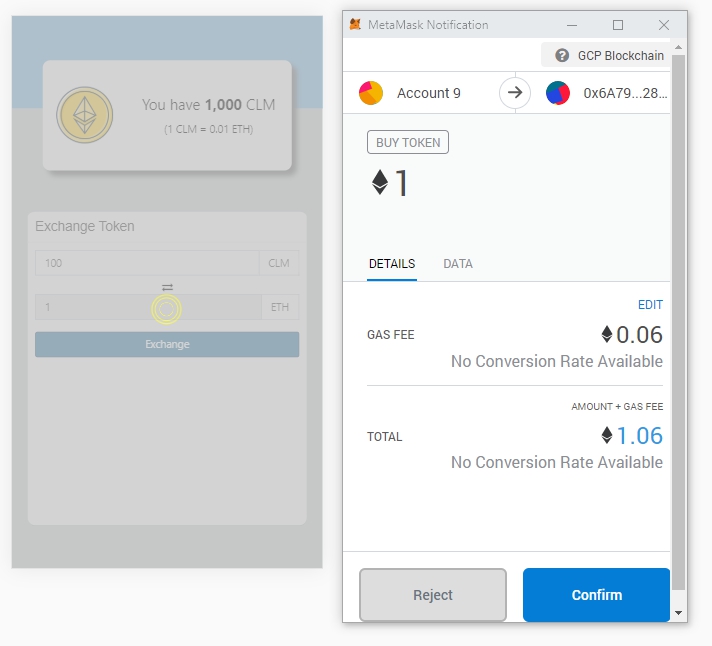 You have 1,000 CLM
(1 CLM = 0.01 ETH)
Exchange Token
100 CLM
1 ETH
Exchange
MetaMask Notification
GCP Blockchain
Account 9 0x6A79...28...
BUY TOKEN
1
DETAILS DATA
EDIT
GAS FEE 0.06
No Conversion Rate Available
AMOUNT + GAS FEE
TOTAL 1.06
No Conversion Rate Available
Reject Confirm